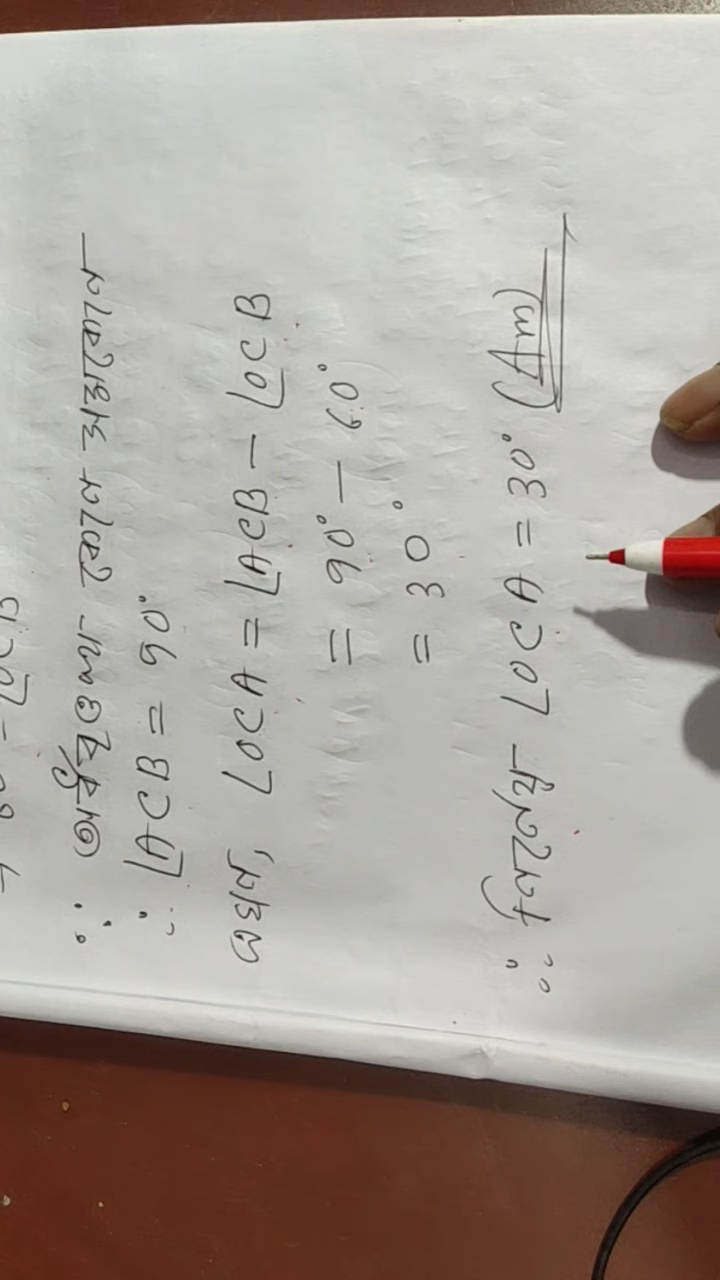 ∴ অর্ধবৃত্তস্থ কোন সমকোন —
∴ ∠ACB = 90°
এখন, ∠OCA = ∠ACB − ∠OCB
= 90° − 60°
= 30°
∴ ∠OCA = 30° (Ans)